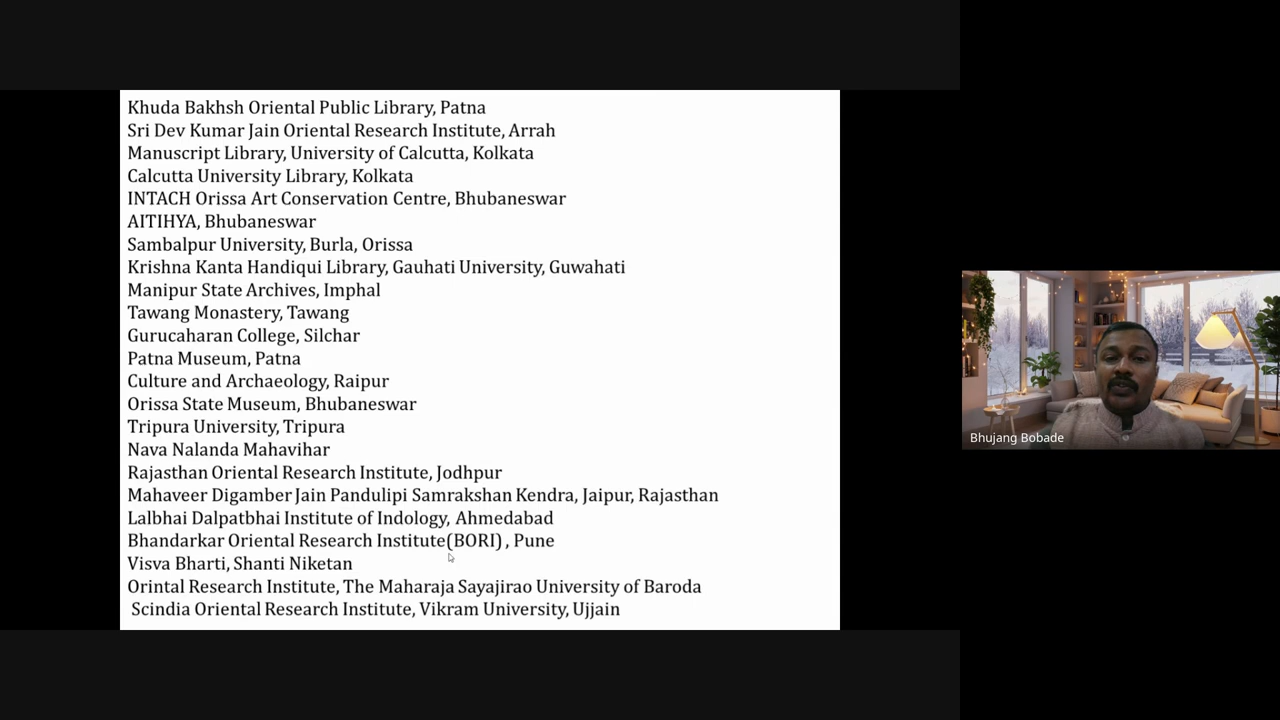 Khuda Bakhsh Oriental Public Library, Patna
Sri Dev Kumar Jain Oriental Research Institute, Arrah
Manuscript Library, University of Calcutta, Kolkata
Calcutta University Library, Kolkata
INTACH Orissa Art Conservation Centre, Bhubaneswar
AITIHYA, Bhubaneswar
Sambalpur University, Burla, Orissa
Krishna Kanta Handiqui Library, Gauhati University, Guwahati
Manipur State Archives, Imphal
Tawang Monastery, Tawang
Gurucaharan College, Silchar
Patna Museum, Patna
Culture and Archaeology, Raipur
Orissa State Museum, Bhubaneswar
Tripura University, Tripura
Nava Nalanda Mahavihar
Rajasthan Oriental Research Institute, Jodhpur
Mahaveer Digamber Jain Pandulipi Samrakshan Kendra, Jaipur, Rajasthan
Lalbhai Dalpatbhai Institute of Indology, Ahmedabad
Bhandarkar Oriental Research Institute(BORI) , Pune
Visva Bharti, Shanti Niketan
Orintal Research Institute, The Maharaja Sayajirao University of Baroda
Scindia Oriental Research Institute, Vikram University, Ujjain
Bhujang Bobade